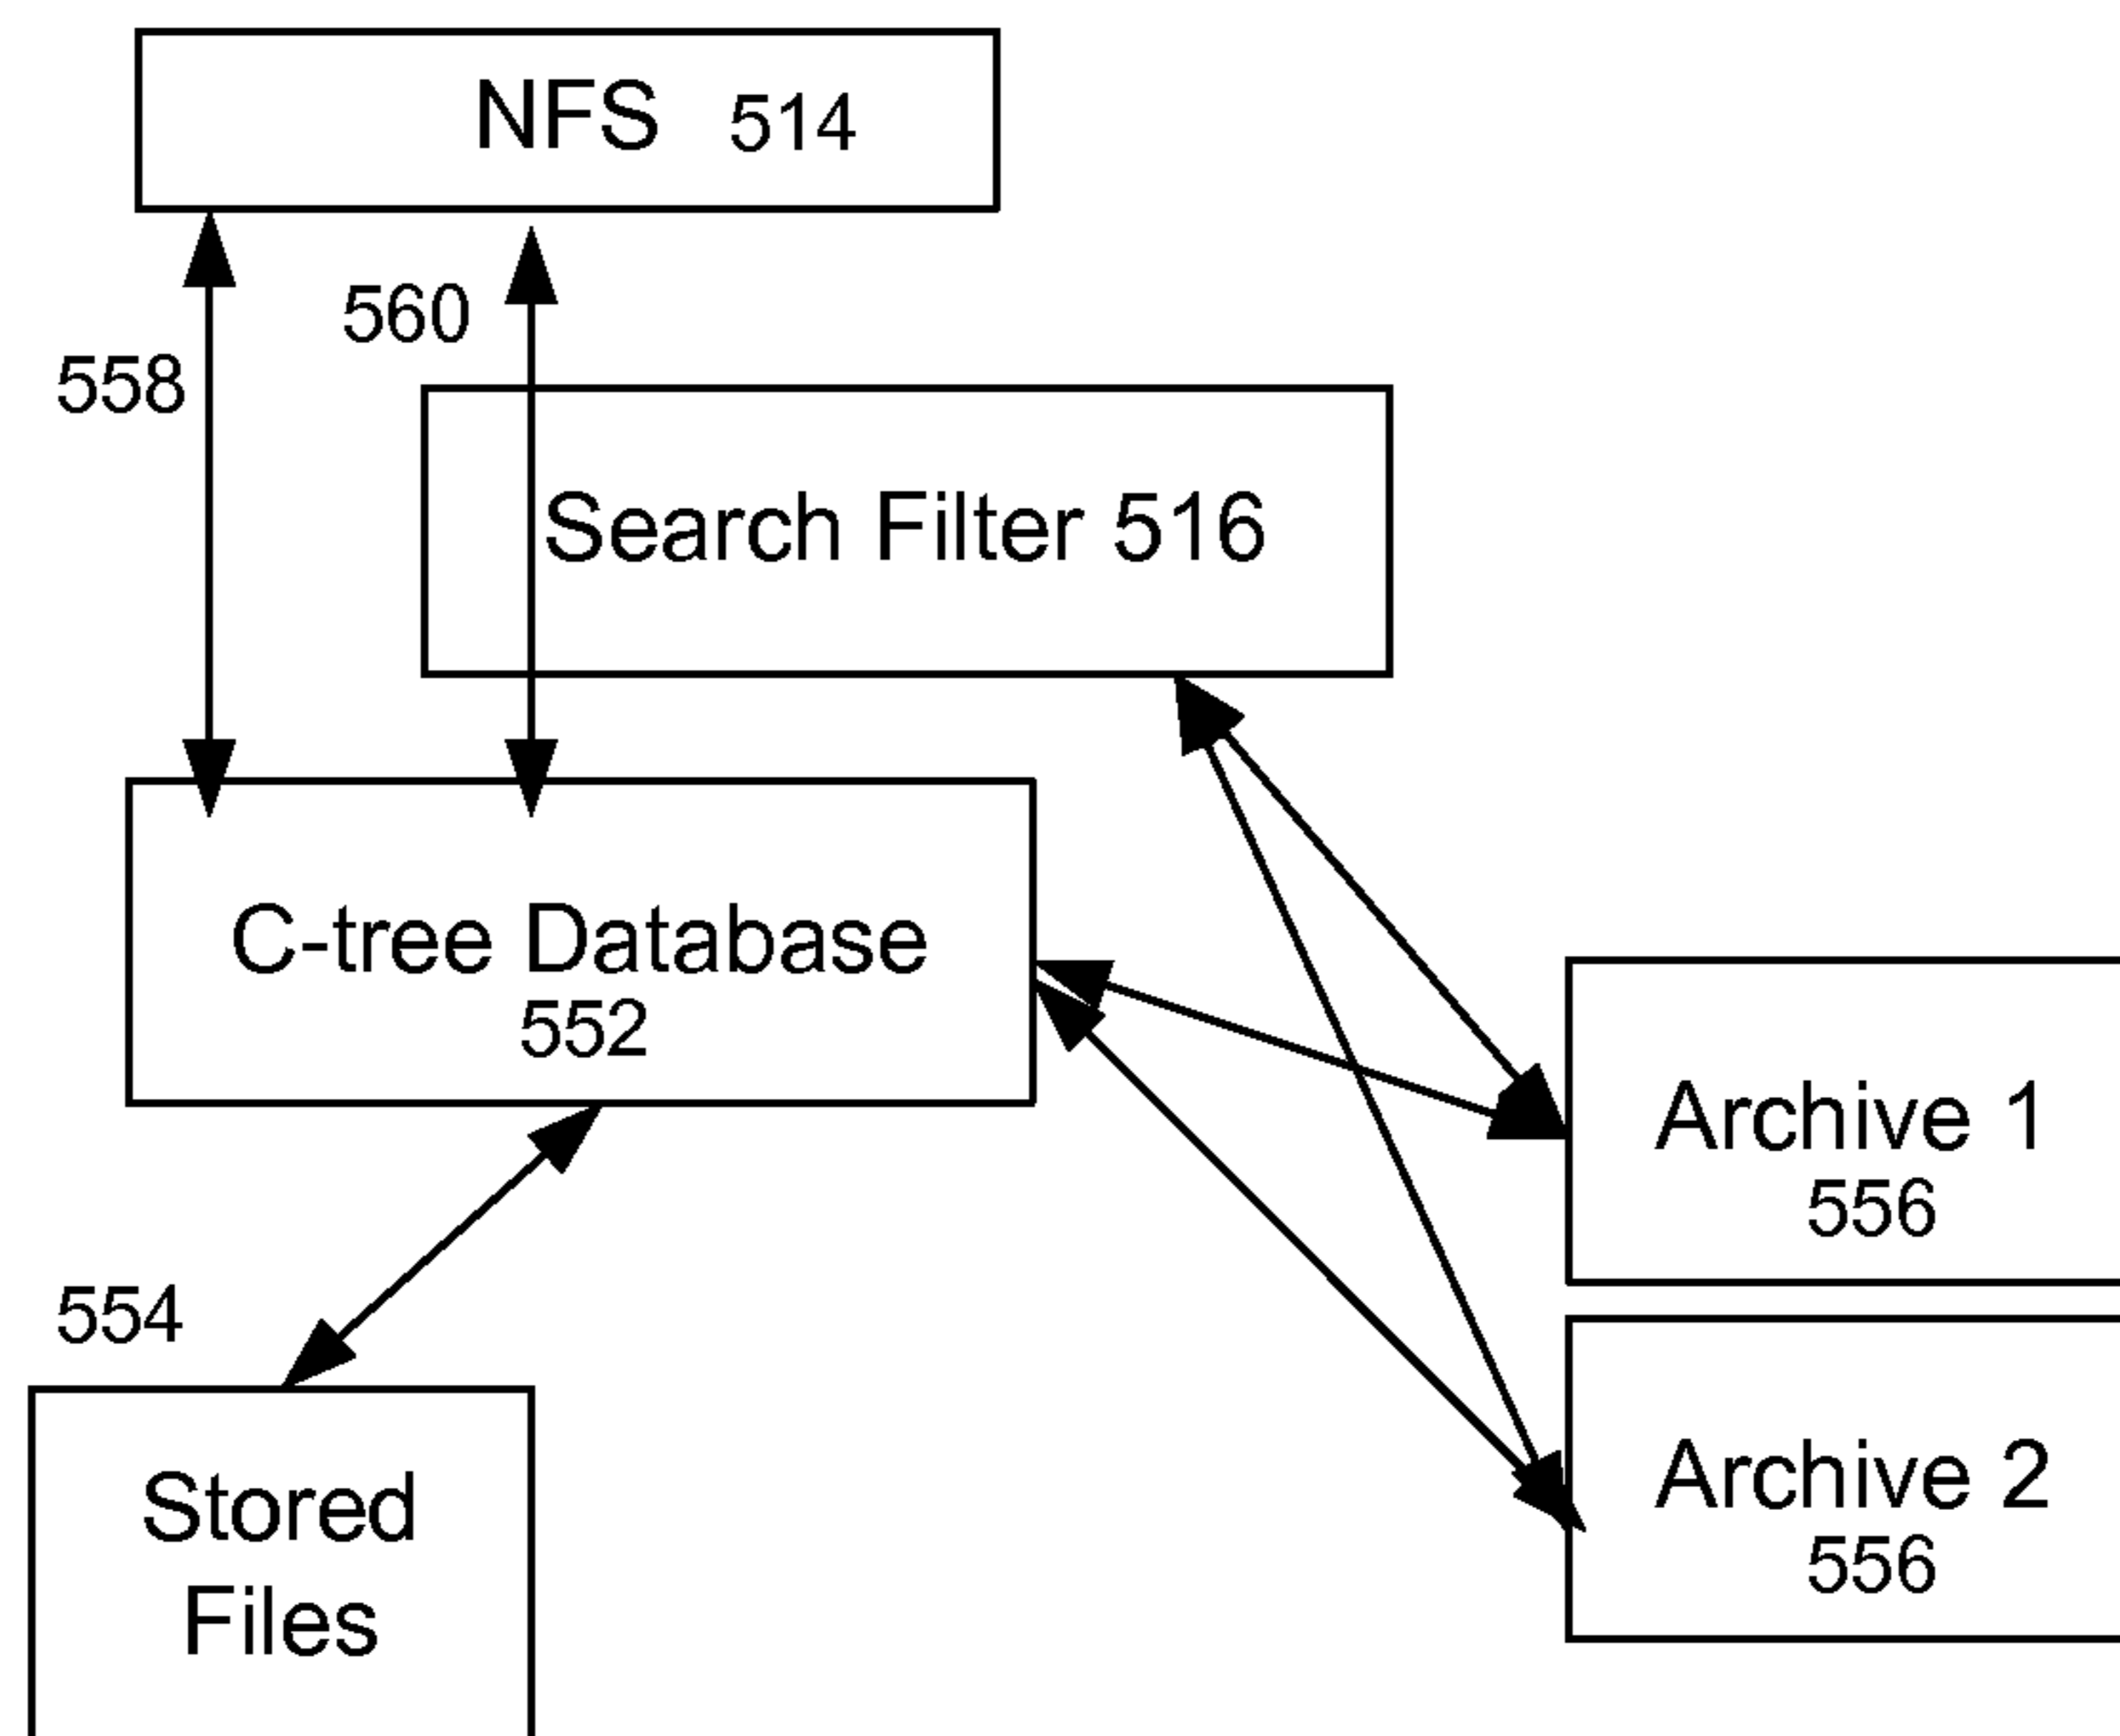 NFS 514
560
558
Search Filter 516
C-tree Database
552
Archive 1
556
554
Archive 2
556
Stored
Files